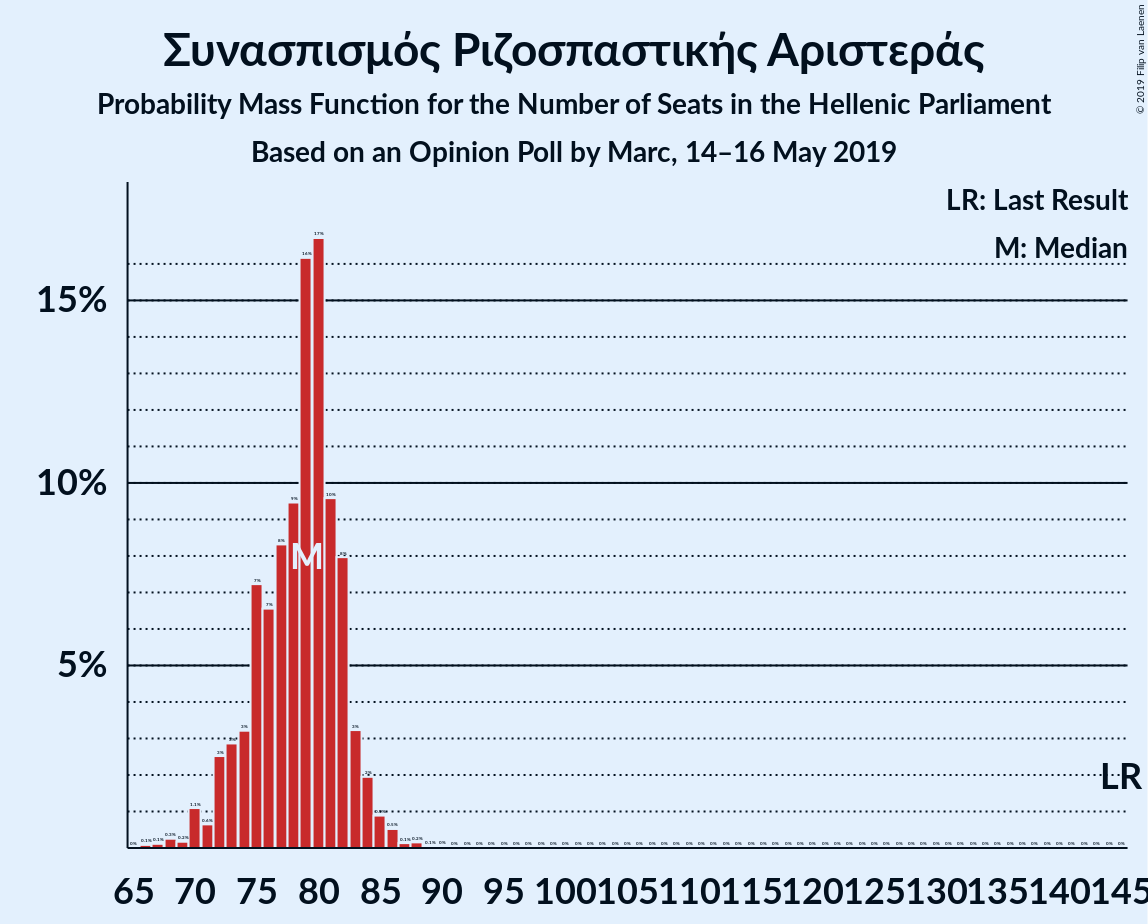 Συνασπισμός Ριζοσπαστικής Αριστεράς
Probability Mass Function for the Number of Seats in the Hellenic Parliament
Based on an Opinion Poll by Marc, 14–16 May 2019
© 2019 Filip van Laenen
LR: Last Result
M: Median
15%
10%
5%
M
LR
65 70 75 80 85 90 95 100 105 110 115 120 125 130 135 140 145